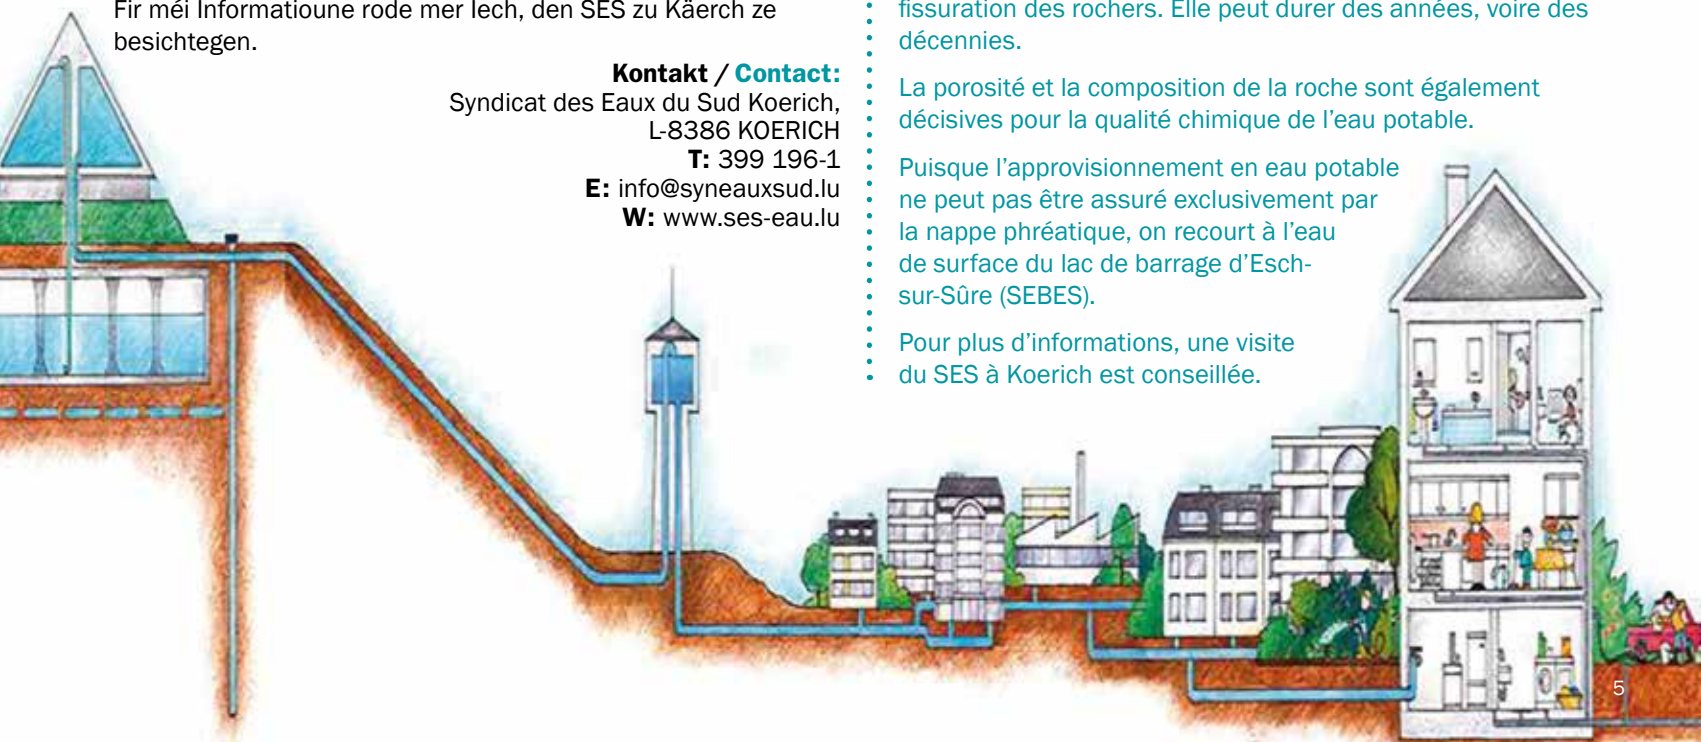 Fir méi Informatioune rode mer Iech, den SES zu Käerch ze
besichtegen.
Kontakt / Contact:
Syndicat des Eaux du Sud Koerich,
L-8386 KOERICH
T: 399 196-1
E: info@syneauxsud.lu
W: www.ses-eau.lu
fissuration des rochers. Elle peut durer des années, voire des
décennies.
La porosité et la composition de la roche sont également
décisives pour la qualité chimique de l'eau potable.
Puisque l'approvisionnement en eau potable
ne peut pas être assuré exclusivement par
la nappe phréatique, on recourt à l'eau
de surface du lac de barrage d'Esch-
sur-Sûre (SEBES).
Pour plus d'informations, une visite
du SES à Koerich est conseillée.
5